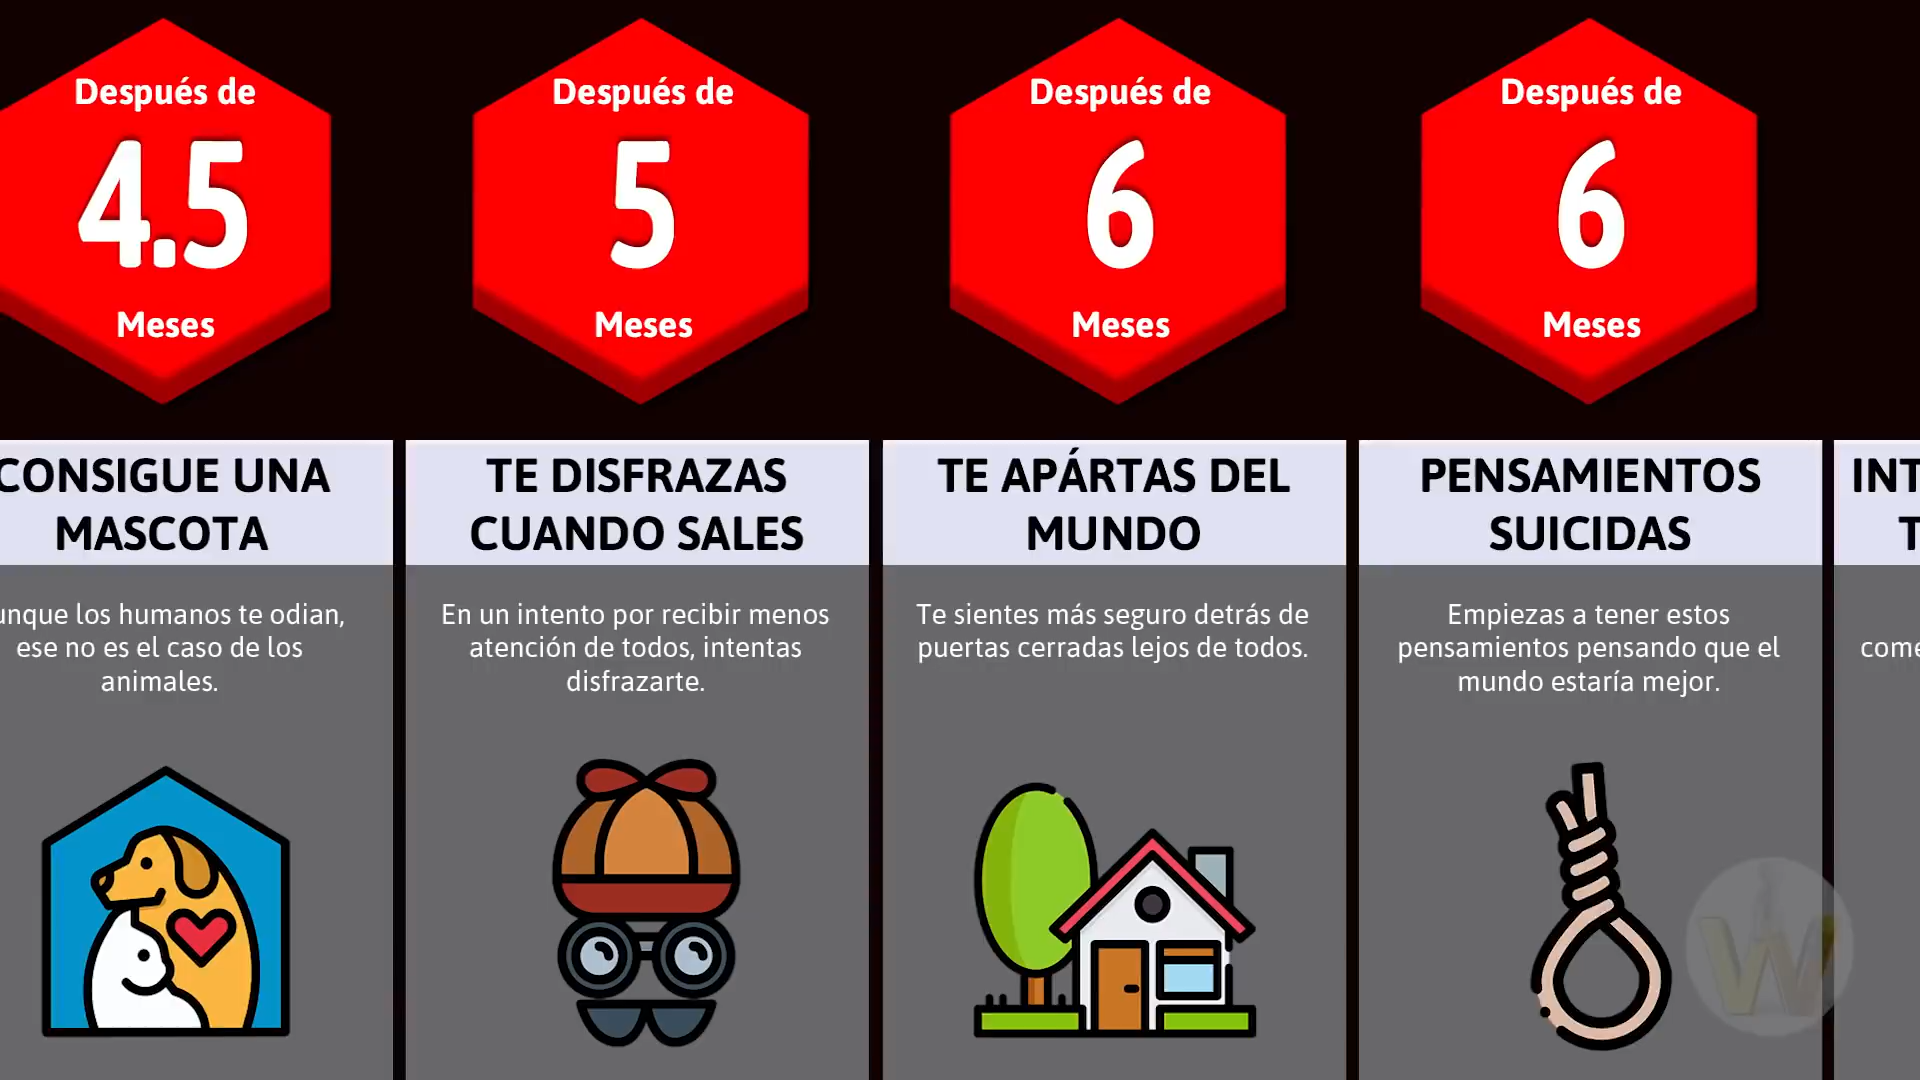 Después de
4.5
Meses
CONSIGUE UNA
MASCOTA
los humanos te odian,
ese no es el caso de los
animales.
Después de
5
Meses
TE DISFRAZAS
CUANDO SALES
En un intento por recibir menos
atención de todos, intentas
disfrazarte.
Después de
6
Meses
TE APÁRTAS DEL
MUNDO
Te sientes más seguro detrás de
puertas cerradas lejos de todos.
Después de
6
Meses
PENSAMIENTOS
SUICIDAS
Empiezas a tener estos
pensamientos pensando que el
mundo estaría mejor.
W